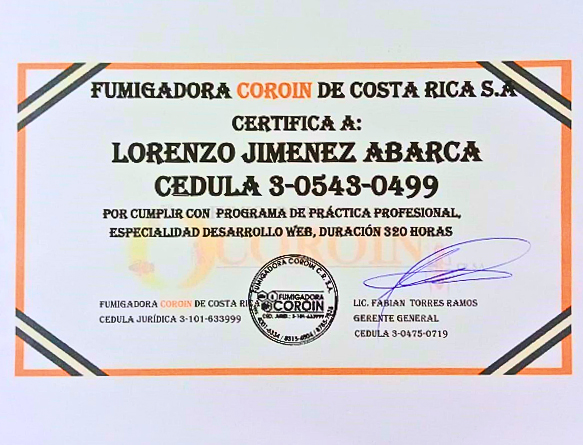 FUMIGADORA COROIN DE COSTA RICA S.A
CERTIFICA A:
LORENZO JIMENEZ ABARCA
CEDULA 3-0543-0499
POR CUMPLIR CON PROGRAMA DE PRÁCTICA PROFESIONAL,
ESPECIALIDAD DESARROLLO WEB, DURACIÓN 320 HORAS
COROIN
FUMIGADORA COROIN C.R. S.A.
FUMIGADORA
COROIN
CED. JURID.: 3-101-633999
FUMIGADORA COROIN DE COSTA RICA
CEDULA JURÍDICA 3-101-633999
LIC. FABIAN TORRES RAMOS
GERENTE GENERAL
CEDULA 3-0475-0719